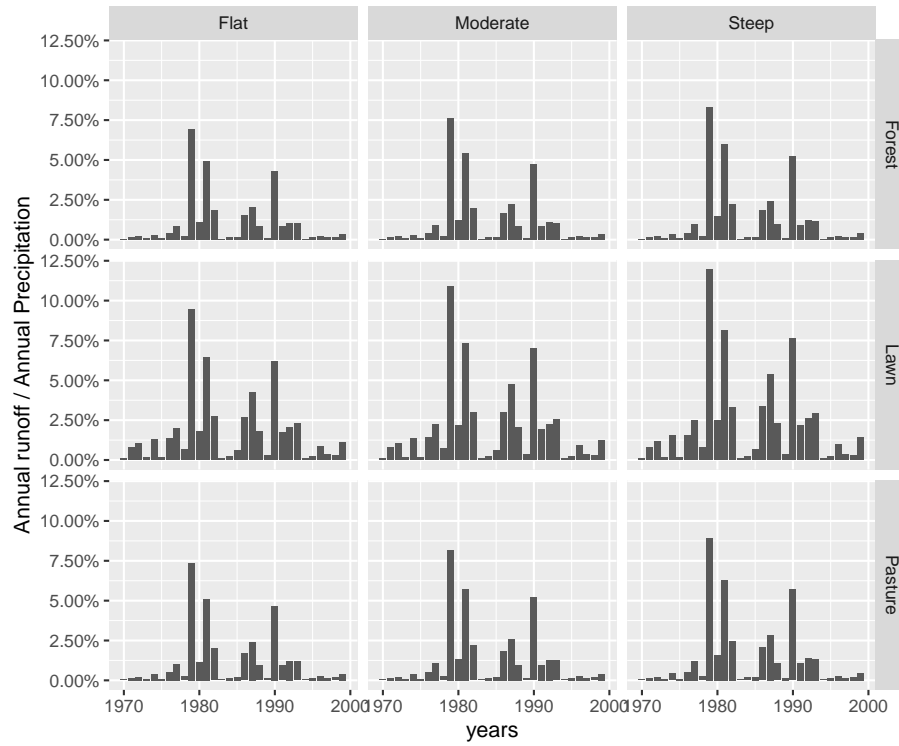 Flat Moderate Steep
12.50%
10.00%
7.50%
5.00%
2.50%
0.00%
Forest
12.50%
10.00%
7.50%
5.00%
2.50%
0.00%
Lawn
12.50%
10.00%
7.50%
5.00%
2.50%
0.00%
Pasture
Annual runoff / Annual Precipitation
1970 1980 1990 2000 1970 1980 1990 2000 1970 1980 1990 2000
years